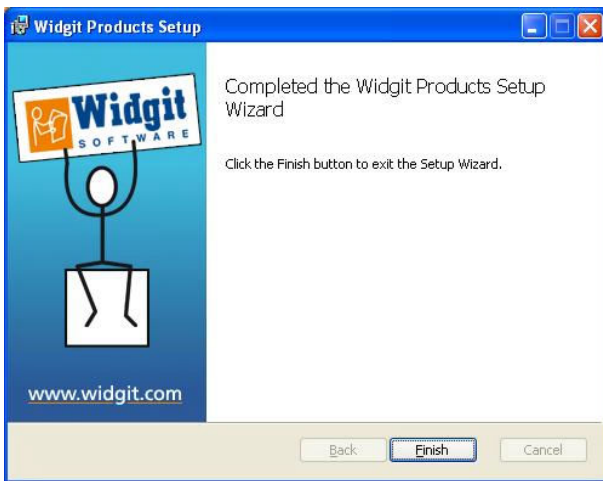 Widgit Products Setup
Widgit
SOFTWARE
Completed the Widgit Products Setup
Wizard
Click the Finish button to exit the Setup Wizard.
www.widgit.com
Back Finish Cancel